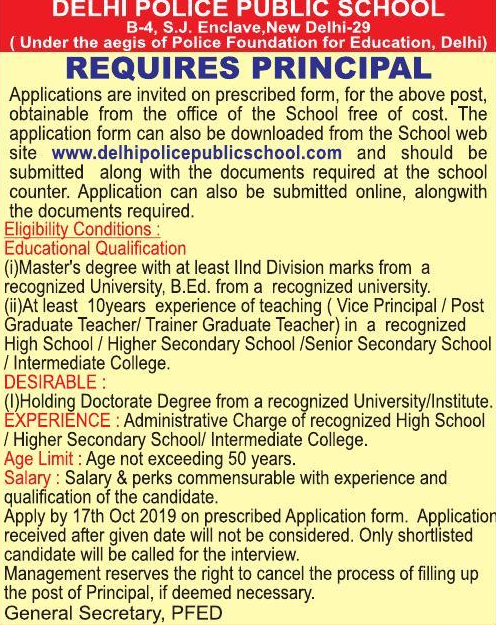 DELHI POLICE PUBLIC SCHOOL
B-4, S.J. Enclave,New Delhi-29
( Under the aegis of Police Foundation for Education, Delhi)
REQUIRES PRINCIPAL
Applications are invited on prescribed form, for the above post,
obtainable from the office of the School free of cost. The
application form can also be downloaded from the School web
site www.delhipolicepublicschool.com and should be
submitted along with the documents required at the school
counter. Application can also be submitted online, alongwith
the documents required.
Eligibility Conditions :
Educational Qualification
(i)Master's degree with at least IInd Division marks from a
recognized University, B.Ed. from a recognized university.
(ii)At least 10years experience of teaching ( Vice Principal / Post
Graduate Teacher/ Trainer Graduate Teacher) in a recognized
High School / Higher Secondary School /Senior Secondary School
/ Intermediate College.
DESIRABLE :
(I)Holding Doctorate Degree from a recognized University/Institute.
EXPERIENCE : Administrative Charge of recognized High School
/ Higher Secondary School/ Intermediate College.
Age Limit : Age not exceeding 50 years.
Salary : Salary & perks commensurable with experience and
qualification of the candidate.
Apply by 17th Oct 2019 on prescribed Application form. Application
received after given date will not be considered. Only shortlisted
candidate will be called for the interview.
Management reserves the right to cancel the process of filling up
the post of Principal, if deemed necessary.
General Secretary, PFED